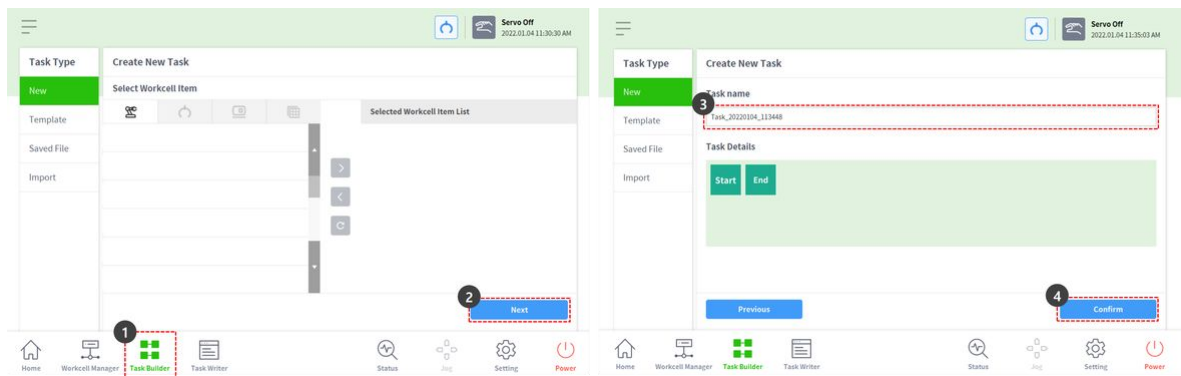 Servo Off
2022.01.04 11:30:30 AM
Task Type
Create New Task
New
Select Workcell Item
Template
Selected Workcell Item List
Saved File
Import
2
Next
1
Home
Workcell Manager
Task Builder
Task Writer
Status
Jog
Setting
Power
Servo Off
2022.01.04 11:35:03 AM
Task Type
Create New Task
New
Task name
3
Template
Task_20220104_113448
Saved File
Task Details
Import
Start
End
4
Previous
Confirm
Home
Workcell Manager
Task Builder
Task Writer
Status
Jog
Setting
Power